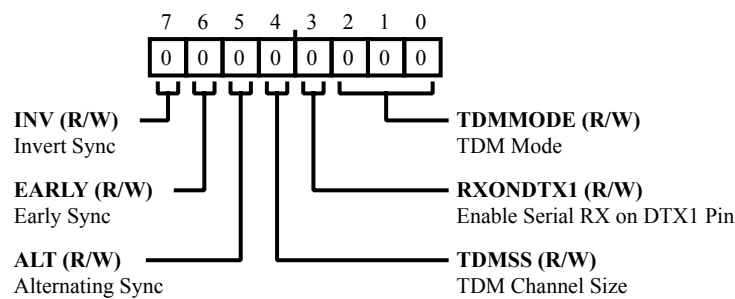 7 6 5 4 3 2 1 0
0 0 0 0 0 0 0 0
INV (R/W)
Invert Sync
EARLY (R/W)
Early Sync
ALT (R/W)
Alternating Sync
TDMMODE (R/W)
TDM Mode
RXONDTX1 (R/W)
Enable Serial RX on DTX1 Pin
TDMSS (R/W)
TDM Channel Size